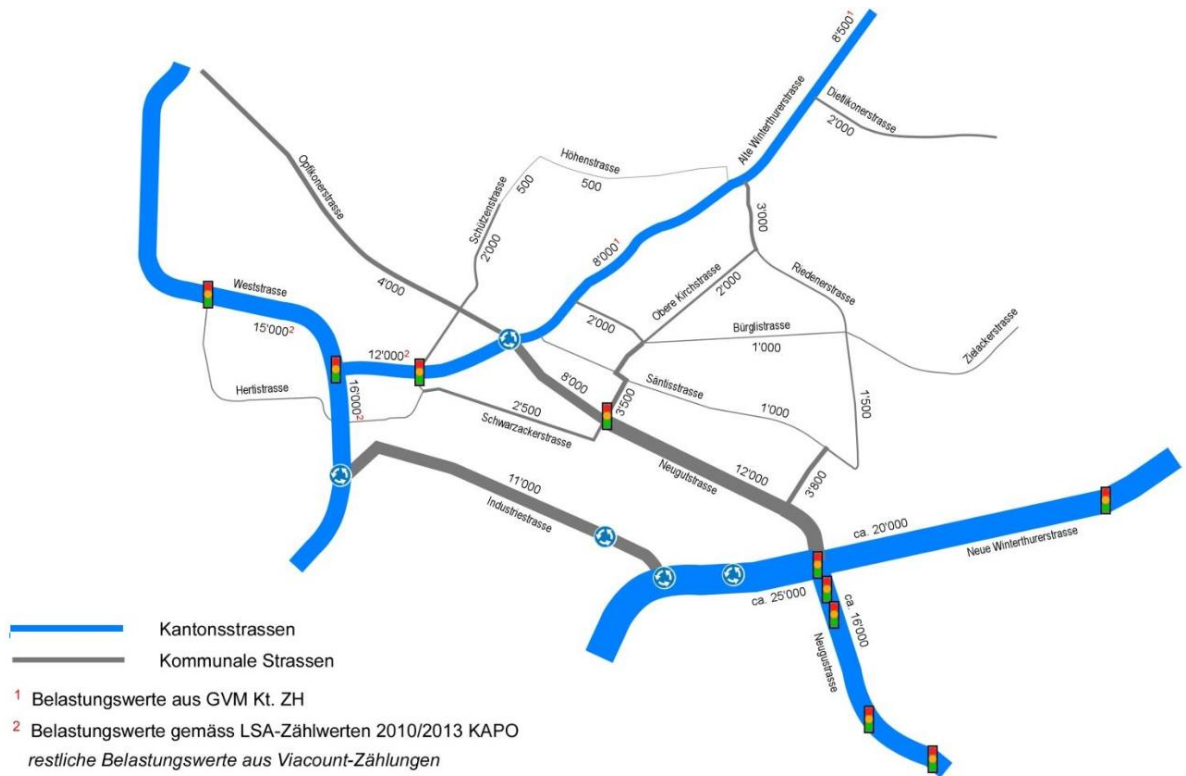 8'500¹
Alte Winterthurerstrasse
Dietlikonerstrasse
2'000
Opfikonerstrasse
Höhenstrasse
500
Schützenstrasse
500
2'000
8'000¹
3'000
Obere Kirchstrasse
2'000
Riedenerstrasse
4'000
Weststrasse
15'000²
12'000²
16'000²
Hertistrasse
2'000
Bürglistrasse
1'000
Zielackerstrasse
8'000
3'500
Säntisstrasse
1'000
1'500
2'500
Schwarzackerstrasse
Neugutstrasse
12'000
3'800
11'000
Industriestrasse
ca. 20'000
Neue Winterthurerstrasse
ca. 25'000
ca. 16'000
Neugustrasse
Kantonsstrassen
Kommunale Strassen
¹ Belastungswerte aus GVM Kt. ZH
² Belastungswerte gemäss LSA-Zählwerten 2010/2013 KAPO
restliche Belastungswerte aus Viacount-Zählungen